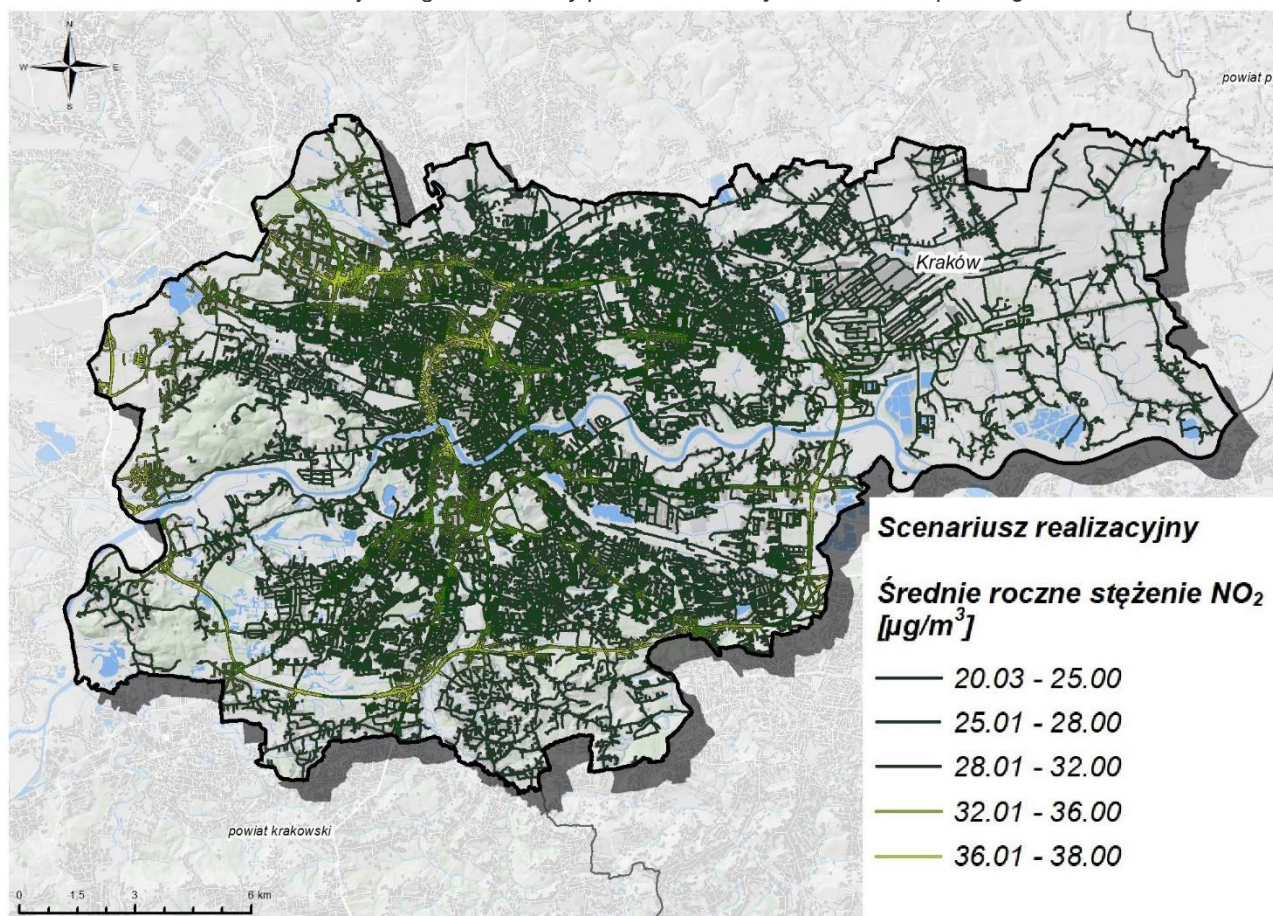 N
W E
S
powiat p
Kraków
Scenariusz realizacyjny
Średnie roczne stężenie NO₂
[µg/m³]
20.03 - 25.00
25.01 - 28.00
28.01 - 32.00
32.01 - 36.00
36.01 - 38.00
powiat krakowski
0 1.5 3 6 km